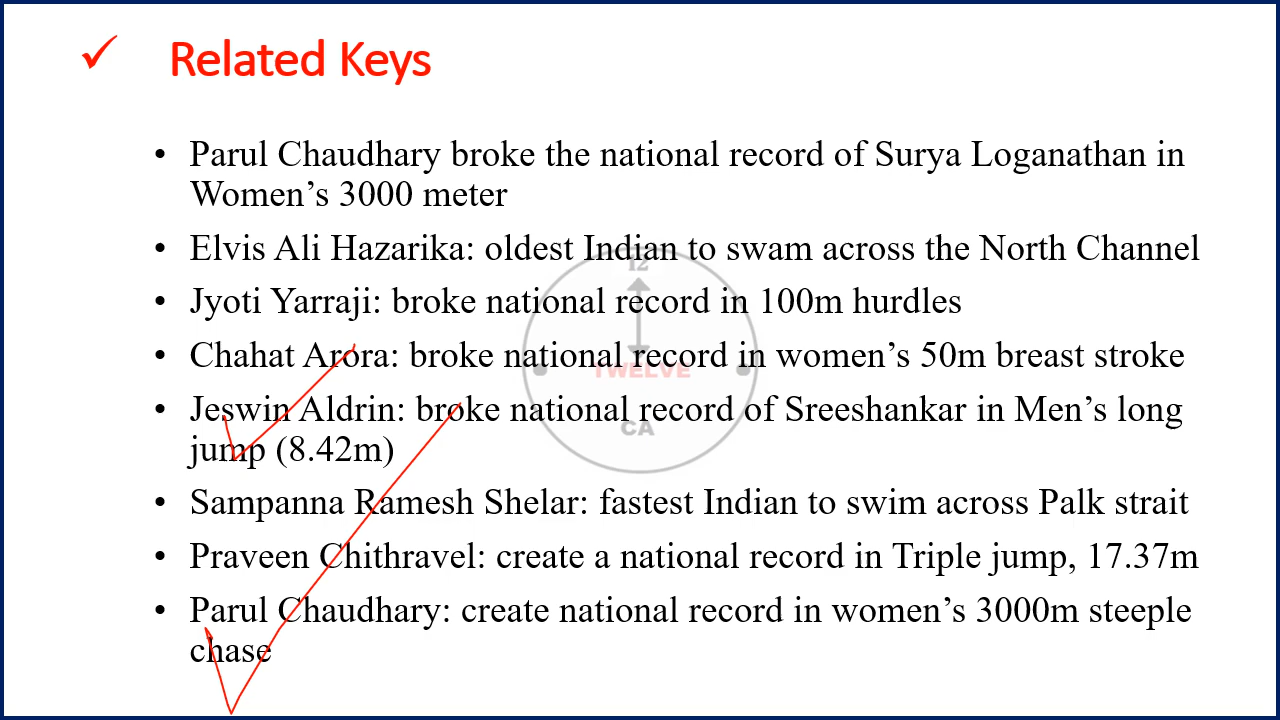 ✓ Related Keys
• Parul Chaudhary broke the national record of Surya Loganathan in
Women’s 3000 meter
• Elvis Ali Hazarika: oldest Indian to swam across the North Channel
• Jyoti Yarraji: broke national record in 100m hurdles
• Chahat Arora: broke national record in women’s 50m breast stroke
• Jeswin Aldrin: broke national record of Sreeshankar in Men’s long
jump (8.42m)
• Sampanna Ramesh Shelar: fastest Indian to swim across Palk strait
• Praveen Chithravel: create a national record in Triple jump, 17.37m
• Parul Chaudhary: create national record in women’s 3000m steeple
chase
12
TWELVE
CA